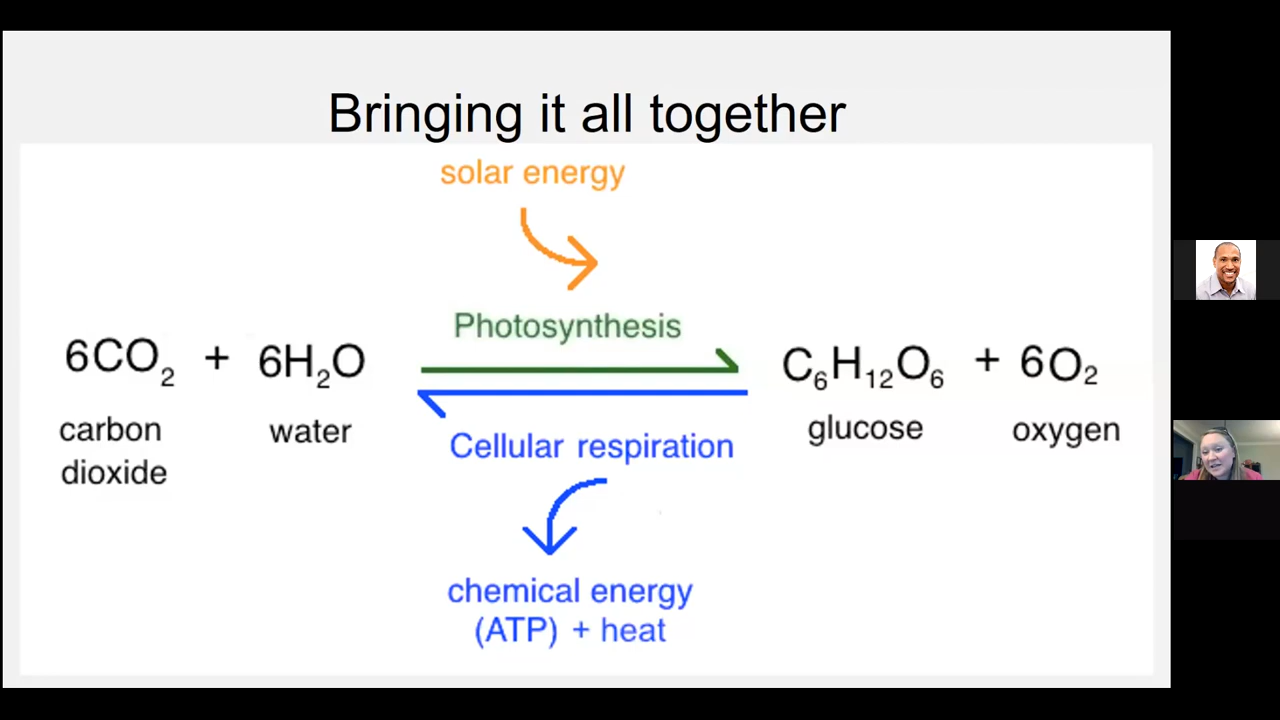 Bringing it all together
solar energy
Photosynthesis
6CO₂ + 6H₂O C₆H₁₂O₆ + 6O₂
carbon dioxide water glucose oxygen
Cellular respiration
chemical energy
(ATP) + heat